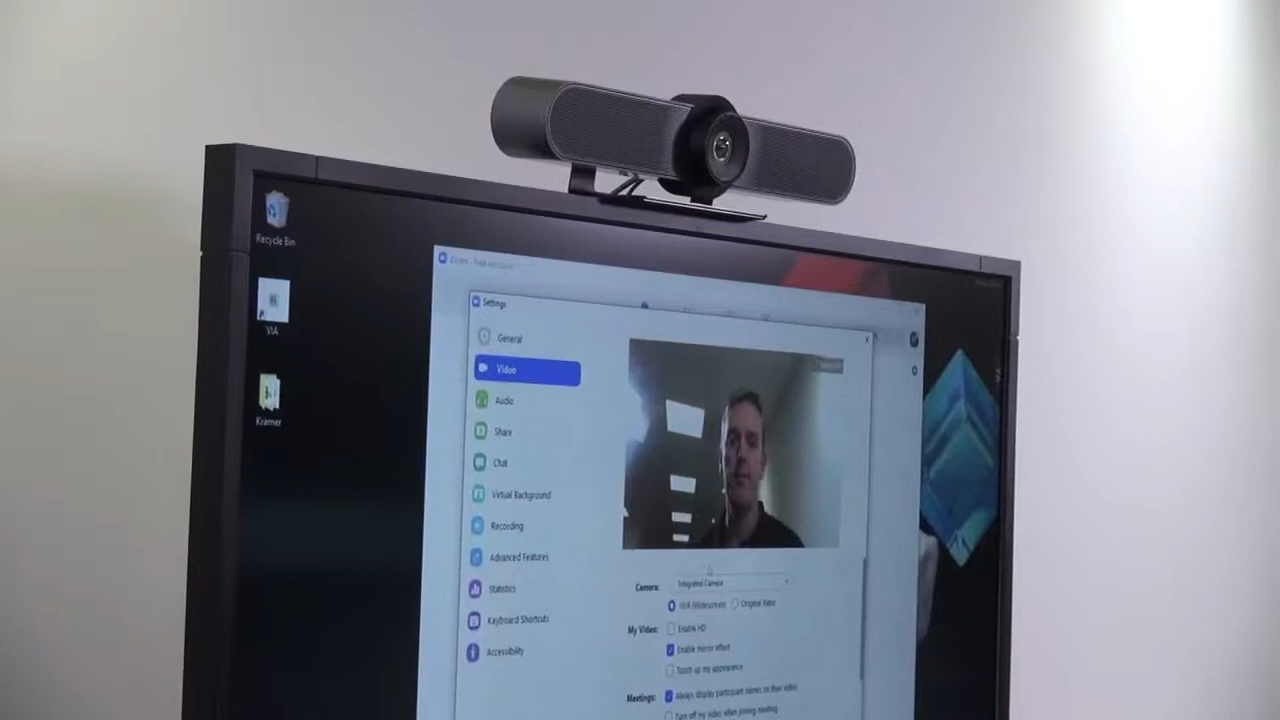 Recycle Bin
VIA
Kramer
Settings
General
Video
Audio
Share
Chat
Virtual Background
Recording
Advanced Features
Statistics
Keyboard Shortcuts
Accessibility
Camera: Integrated Camera
16:9 (Widescreen) Original Ratio
My Video: Enable HD
Enable mirror effect
Touch up my appearance
Meetings: Always display participant names on their video
Turn off my video when joining meeting